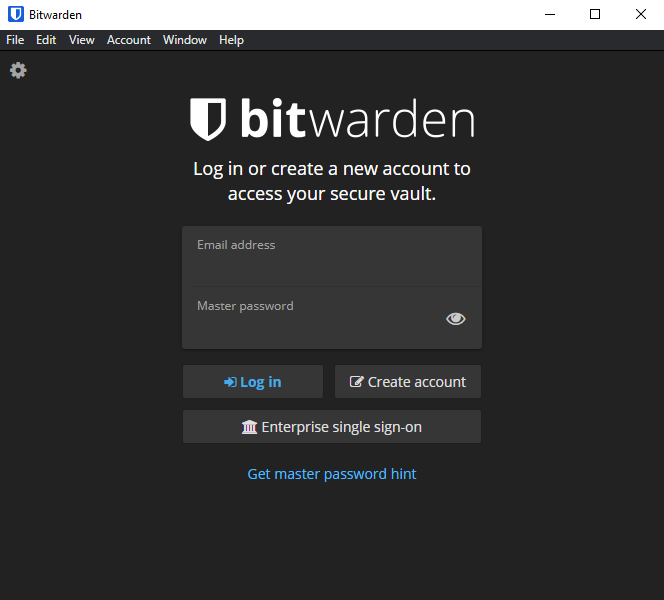 Bitwarden
File Edit View Account Window Help
bitwarden
Log in or create a new account to
access your secure vault.
Email address
Master password
Log in
Create account
Enterprise single sign-on
Get master password hint